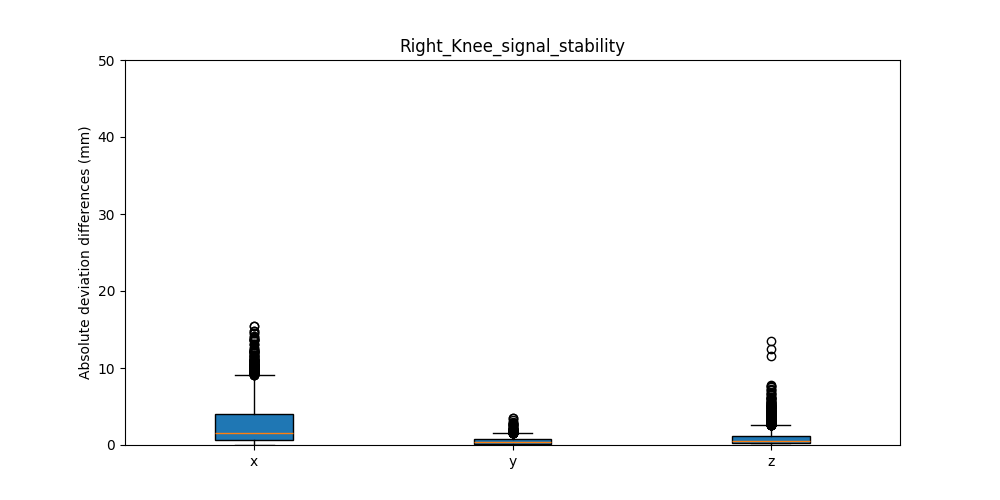 Right_Knee_signal_stability
Absolute deviation differences (mm)
50
40
30
20
10
0
x
y
z